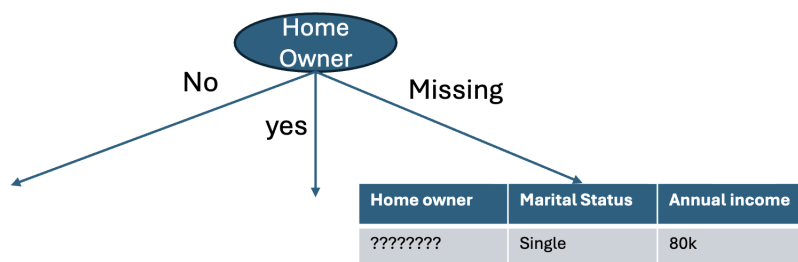 Home
Owner
No
yes
Missing
Home owner Marital Status Annual income
???????? Single 80k